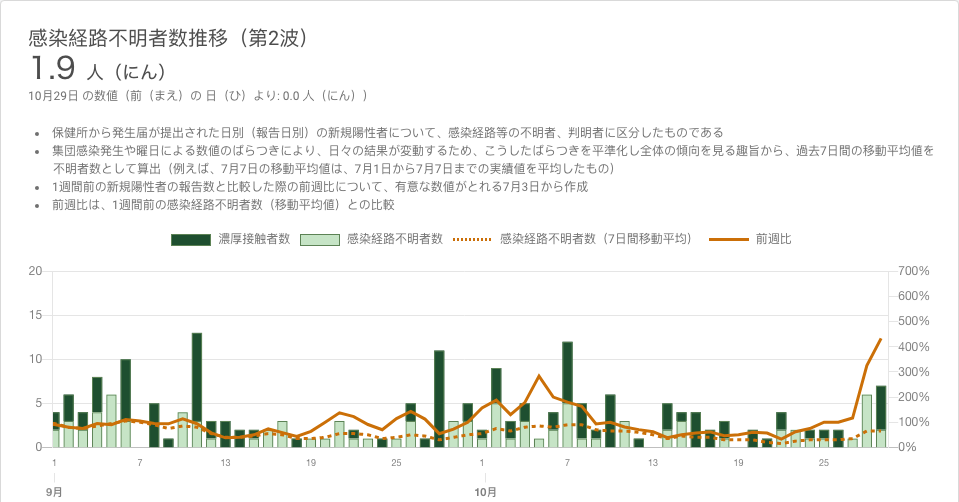 感染経路不明者数推移（第2波）
1.9 人（にん）
10月29日 の数値（前（まえ）の 日（ひ）より: 0.0 人（にん））
• 保健所から発生届が提出された日別（報告日別）の新規陽性者について、感染経路等の不明者、判明者に区分したものである
• 集団感染発生や曜日による数値のばらつきにより、日々の結果が変動するため、こうしたばらつきを平準化し全体の傾向を見る趣旨から、過去7日間の移動平均値を
不明者数として算出（例えば、7月7日の移動平均値は、7月1日から7月7日までの実績値を平均したもの）
• 1週間前の新規陽性者の報告数と比較した際の前週比について、有意な数値がとれる7月3日から作成
• 前週比は、1週間前の感染経路不明者数（移動平均値）との比較
濃厚接触者数 感染経路不明者数 感染経路不明者数（7日間移動平均） 前週比
20 700%
600%
15 500%
400%
10 300%
200%
5 100%
0 0%
1 7 13 19 25 1 7 13 19 25
9月 10月